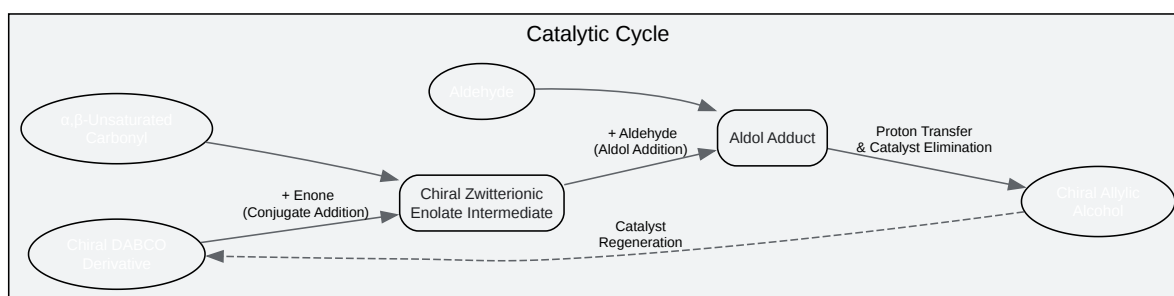 Catalytic Cycle
Aldehyde
α,β-Unsaturated
Carbonyl
+ Aldehyde
(Aldol Addition)
Aldol Adduct
Proton Transfer
& Catalyst Elimination
+ Enone
(Conjugate Addition)
Chiral Zwitterionic
Enolate Intermediate
Chiral Allylic
Alcohol
Chiral DABCO
Derivative
Catalyst
Regeneration